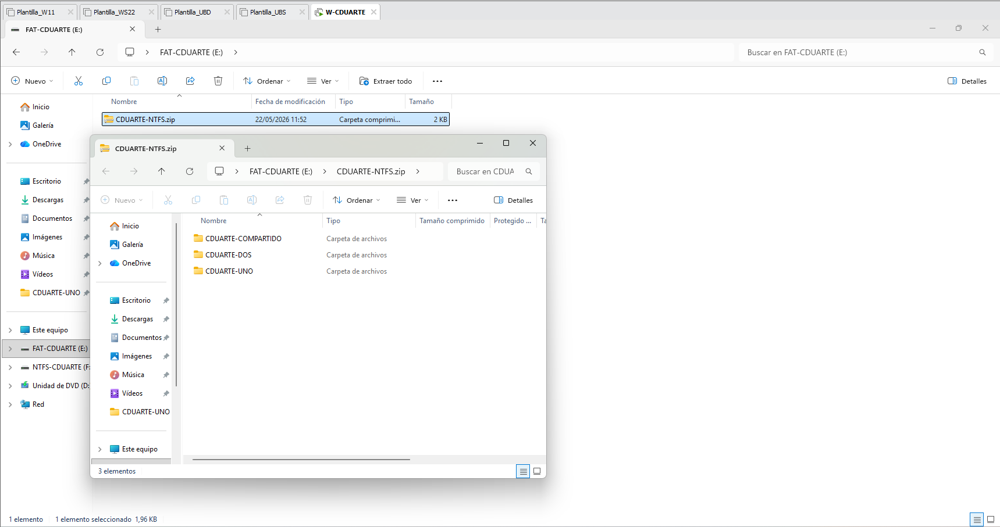 Plantilla_W11
Plantilla_WS22
Plantilla_UBD
Plantilla_UBS
W-CDUARTE
FAT-CDUARTE (E:)
FAT-CDUARTE (E:)
Buscar en FAT-CDUARTE (E:)
Nuevo
Ordenar
Ver
Extraer todo
Detalles
Nombre
Fecha de modificación
Tipo
Tamaño
CDUARTE-NTFS.zip
22/05/2026 11:52
Carpeta comprimi...
2 KB
Inicio
Galería
OneDrive
Escritorio
Descargas
Documentos
Imágenes
Música
Vídeos
CDUARTE-UNO
Este equipo
FAT-CDUARTE (E:)
NTFS-CDUARTE (F:
Unidad de DVD (D:
Red
CDUARTE-NTFS.zip
FAT-CDUARTE (E:)
CDUARTE-NTFS.zip
Buscar en CDUA
Nuevo
Ordenar
Ver
Detalles
Nombre
Tipo
Tamaño comprimido
Protegido ...
Ta
CDUARTE-COMPARTIDO
Carpeta de archivos
CDUARTE-DOS
Carpeta de archivos
CDUARTE-UNO
Carpeta de archivos
Inicio
Galería
OneDrive
Escritorio
Descargas
Documentos
Imágenes
Música
Vídeos
CDUARTE-UNO
Este equipo
3 elementos
1 elemento
1 elemento seleccionado 1,96 KB